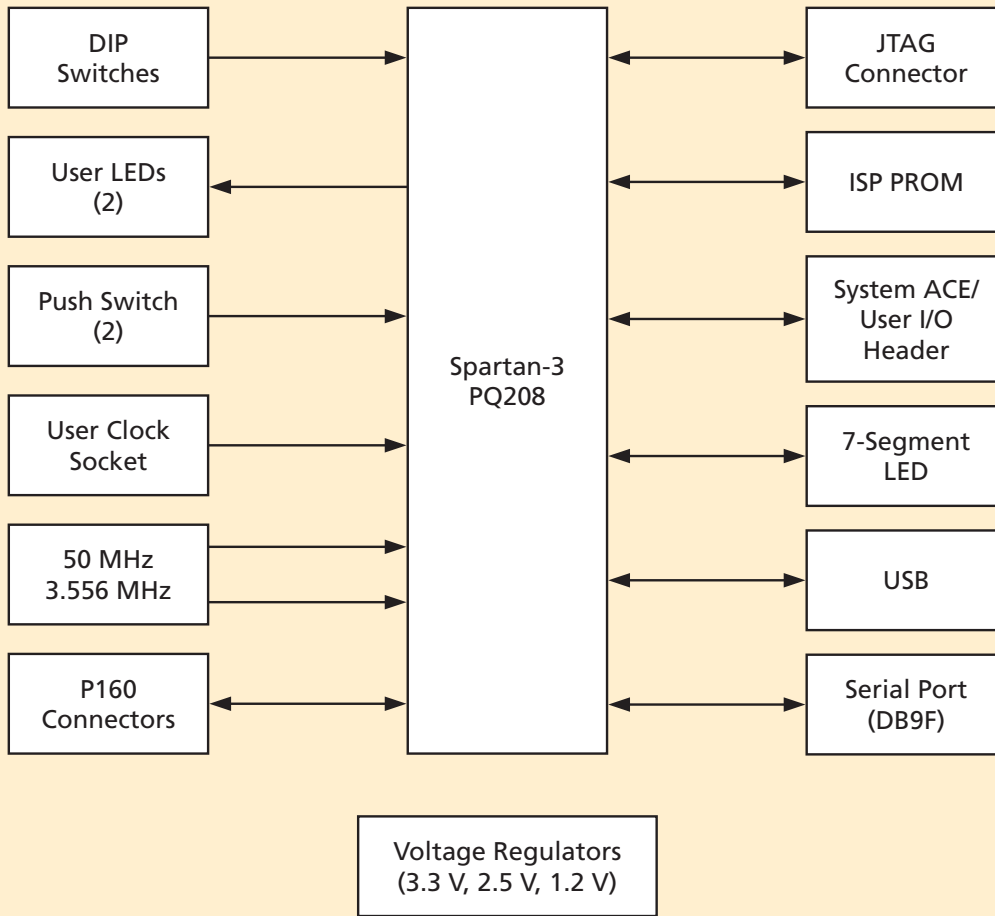 DIP
Switches
User LEDs
(2)
Push Switch
(2)
User Clock
Socket
50 MHz
3.556 MHz
P160
Connectors
Spartan-3
PQ208
JTAG
Connector
ISP PROM
System ACE/
User I/O
Header
7-Segment
LED
USB
Serial Port
(DB9F)
Voltage Regulators
(3.3 V, 2.5 V, 1.2 V)